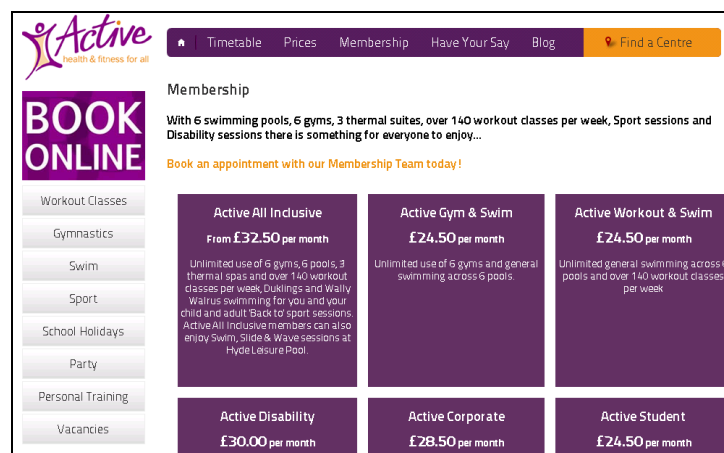 Active
health & fitness for all
Timetable Prices Membership Have Your Say Blog Find a Centre
BOOK
ONLINE
Workout Classes
Gymnastics
Swim
Sport
School Holidays
Party
Personal Training
Vacancies
Membership
With 6 swimming pools, 6 gyms, 3 thermal suites, over 140 workout classes per week, Sport sessions and
Disability sessions there is something for everyone to enjoy...
Book an appointment with our Membership Team today!
Active All Inclusive
From £32.50 per month
Unlimited use of 6 gyms, 6 pools, 3
thermal spas and over 140 workout
classes per week, Duklings and Wally
Walrus swimming for you and your
child and adult 'Back to' sport sessions.
Active All Inclusive members can also
enjoy Swim, Slide & Wave sessions at
Hyde Leisure Pool.
Active Gym & Swim
£24.50 per month
Unlimited use of 6 gyms and general
swimming across 6 pools.
Active Workout & Swim
£24.50 per month
Unlimited general swimming across 6
pools and over 140 workout classes
per week
Active Disability
£30.00 per month
Active Corporate
£28.50 per month
Active Student
£24.50 per month